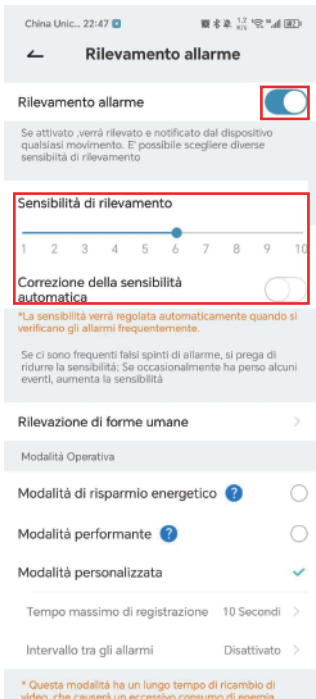 China Unic... 22:47
Rilevamento allarme
Rilevamento allarme
Se attivato ,verrà rilevato e notificato dal dispositivo
qualsiasi movimento. E' possibile scegliere diverse
sensibiità di rilevamento
Sensibilità di rilevamento
1 2 3 4 5 6 7 8 9 10
Correzione della sensibilità
automatica
*La sensibilità verrà regolata automaticamente quando si
verificano gli allarmi frequentemente.
Se ci sono frequenti falsi spinti di allarme, si prega di
ridurre la sensibilità; Se occasionalmente ha perso alcuni
eventi, aumenta la sensibilità
Rilevazione di forme umane
Modalità Operativa
Modalità di risparmio energetico ?
Modalità performante ?
Modalità personalizzata
Tempo massimo di registrazione 10 Secondi
Intervallo tra gli allarmi Disattivato
* Questa modalità ha un lungo tempo di ricambio di
video, che causerà un eccessivo consumo di energia